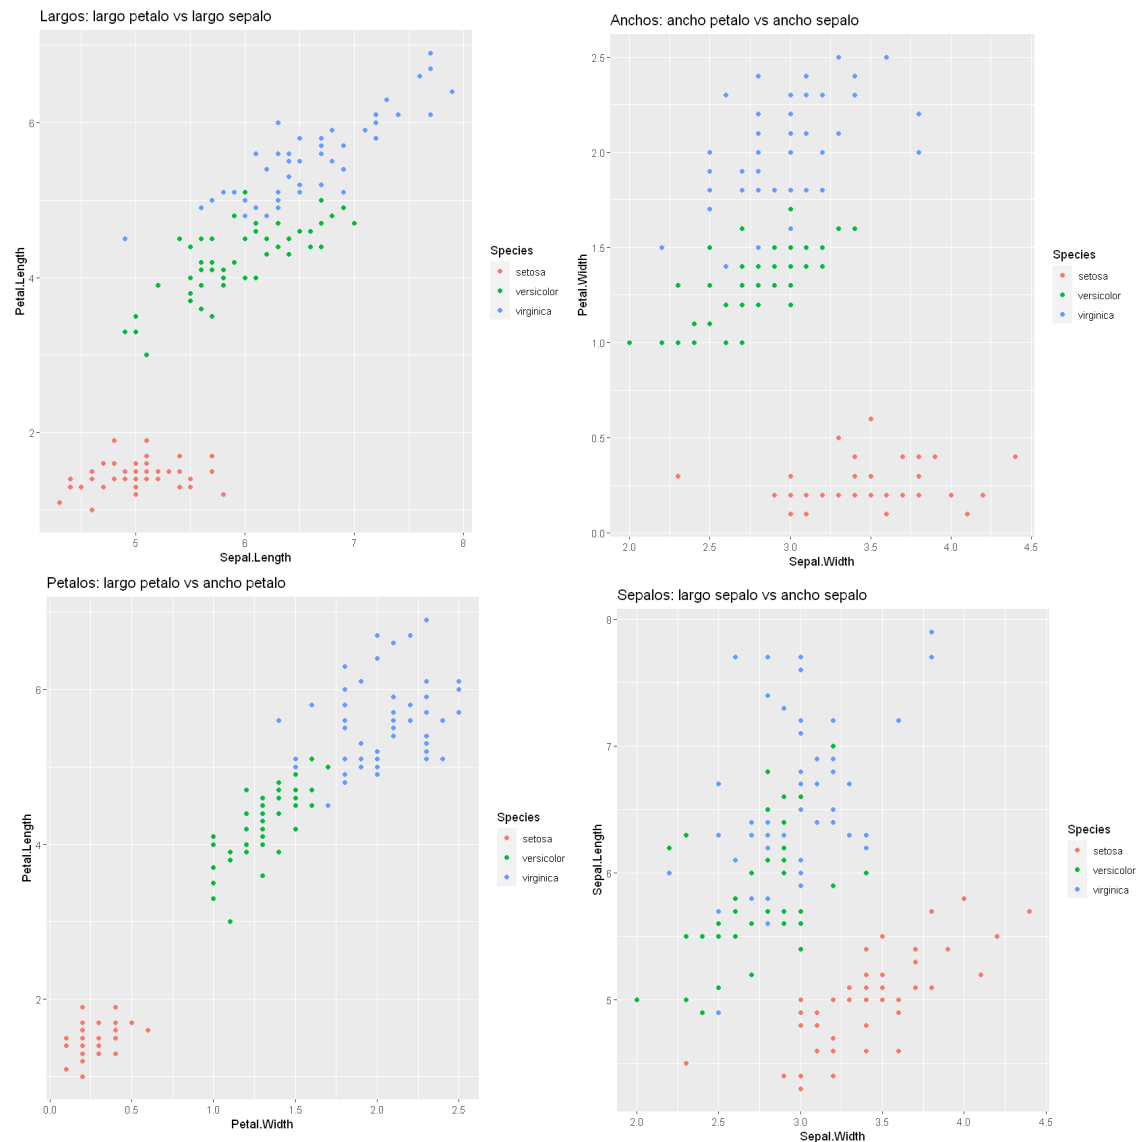 Largos: largo petalo vs largo sepalo
Petal.Length
6
4
2
5
6
7
8
Sepal.Length
Species
setosa
versicolor
virginica
Anchos: ancho petalo vs ancho sepalo
Petal.Width
2.5
2.0
1.5
1.0
0.5
0.0
2.0
2.5
3.0
3.5
4.0
4.5
Sepal.Width
Species
setosa
versicolor
virginica
Petalos: largo petalo vs ancho petalo
Petal.Length
6
4
2
0.0
0.5
1.0
1.5
2.0
2.5
Petal.Width
Species
setosa
versicolor
virginica
Sepalos: largo sepalo vs ancho sepalo
Sepal.Length
8
7
6
5
2.0
2.5
3.0
3.5
4.0
4.5
Sepal.Width
Species
setosa
versicolor
virginica